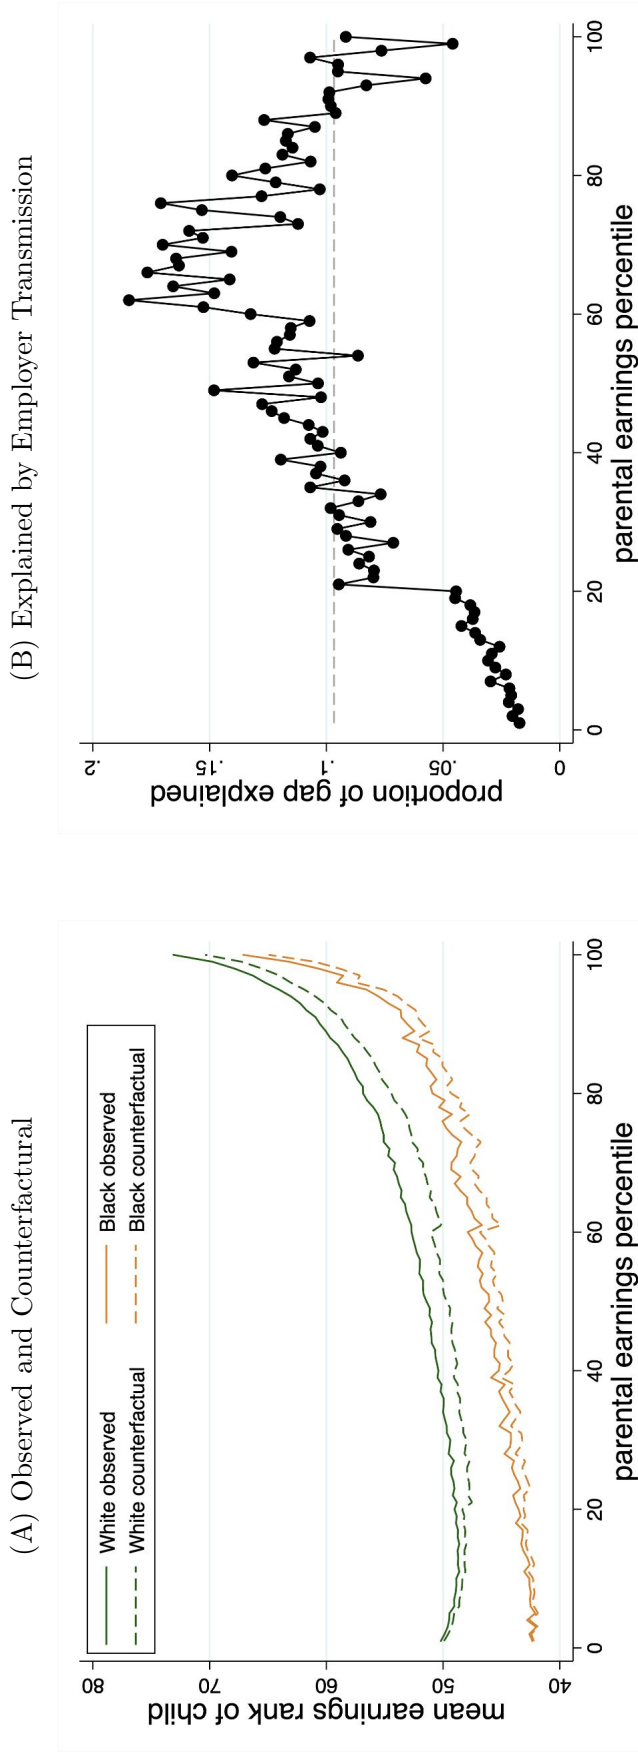 (A) Observed and Counterfactual
White observed
Black observed
White counterfactual
Black counterfactual
mean earnings rank of child
80
70
60
50
40
0
20
40
60
80
100
parental earnings percentile
(B) Explained by Employer Transmission
proportion of gap explained
.2
.15
.1
.05
0
0
20
40
60
80
100
parental earnings percentile